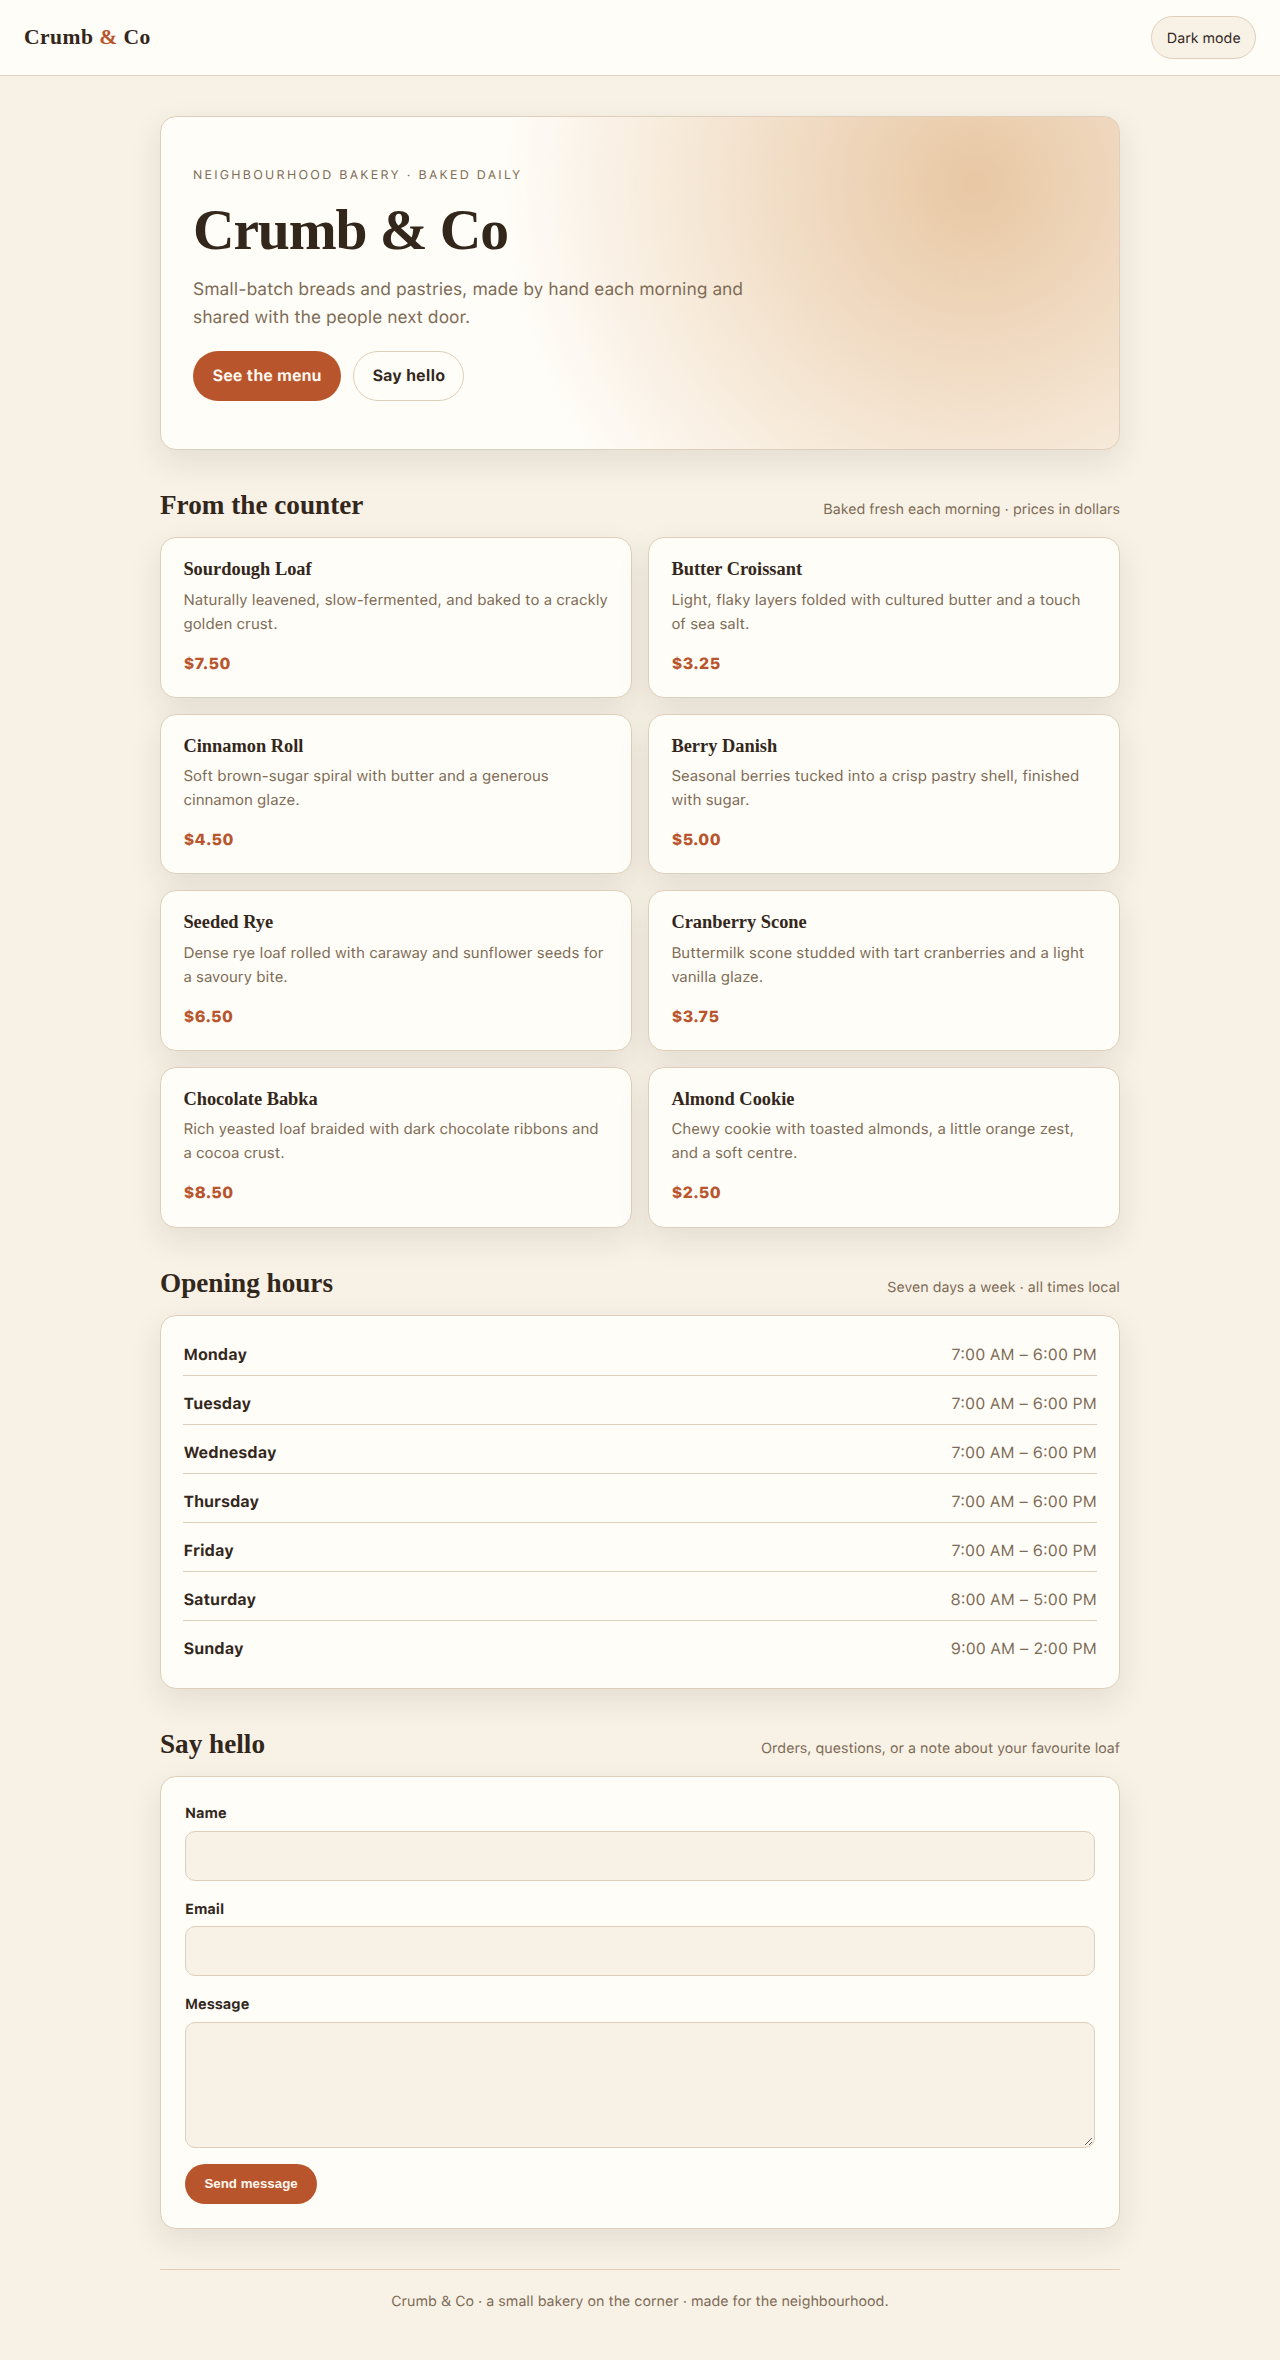 Crumb & Co
Dark mode
NEIGHBOURHOOD BAKERY · BAKED DAILY
Crumb & Co
Small-batch breads and pastries, made by hand each morning and
shared with the people next door.
See the menu
Say hello
From the counter
Baked fresh each morning · prices in dollars
Sourdough Loaf
Naturally leavened, slow-fermented, and baked to a crackly
golden crust.
$7.50
Butter Croissant
Light, flaky layers folded with cultured butter and a touch
of sea salt.
$3.25
Cinnamon Roll
Soft brown-sugar spiral with butter and a generous
cinnamon glaze.
$4.50
Berry Danish
Seasonal berries tucked into a crisp pastry shell, finished
with sugar.
$5.00
Seeded Rye
Dense rye loaf rolled with caraway and sunflower seeds for
a savoury bite.
$6.50
Cranberry Scone
Buttermilk scone studded with tart cranberries and a light
vanilla glaze.
$3.75
Chocolate Babka
Rich yeasted loaf braided with dark chocolate ribbons and
a cocoa crust.
$8.50
Almond Cookie
Chewy cookie with toasted almonds, a little orange zest,
and a soft centre.
$2.50
Opening hours
Seven days a week · all times local
Monday 7:00 AM – 6:00 PM
Tuesday 7:00 AM – 6:00 PM
Wednesday 7:00 AM – 6:00 PM
Thursday 7:00 AM – 6:00 PM
Friday 7:00 AM – 6:00 PM
Saturday 8:00 AM – 5:00 PM
Sunday 9:00 AM – 2:00 PM
Say hello
Orders, questions, or a note about your favourite loaf
Name
Email
Message
Send message
Crumb & Co · a small bakery on the corner · made for the neighbourhood.